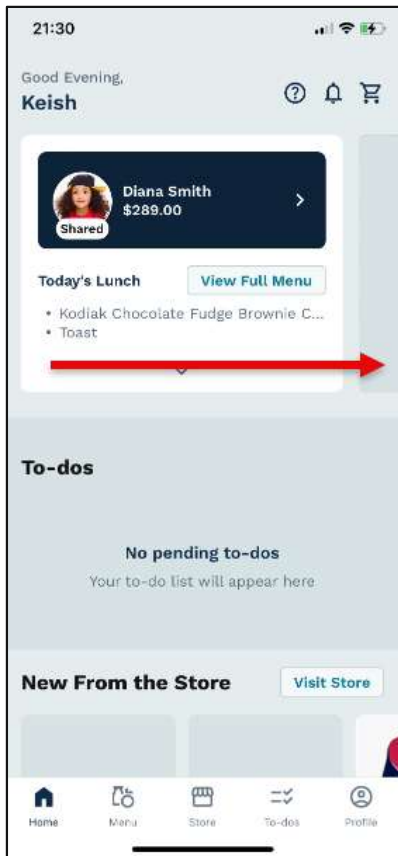 21:30
Good Evening,
Keish
Diana Smith
$289.00
Shared
Today's Lunch
View Full Menu
• Kodiak Chocolate Fudge Brownie C...
• Toast
To-dos
No pending to-dos
Your to-do list will appear here
New From the Store
Visit Store
Home Menu Store To-dos Profile